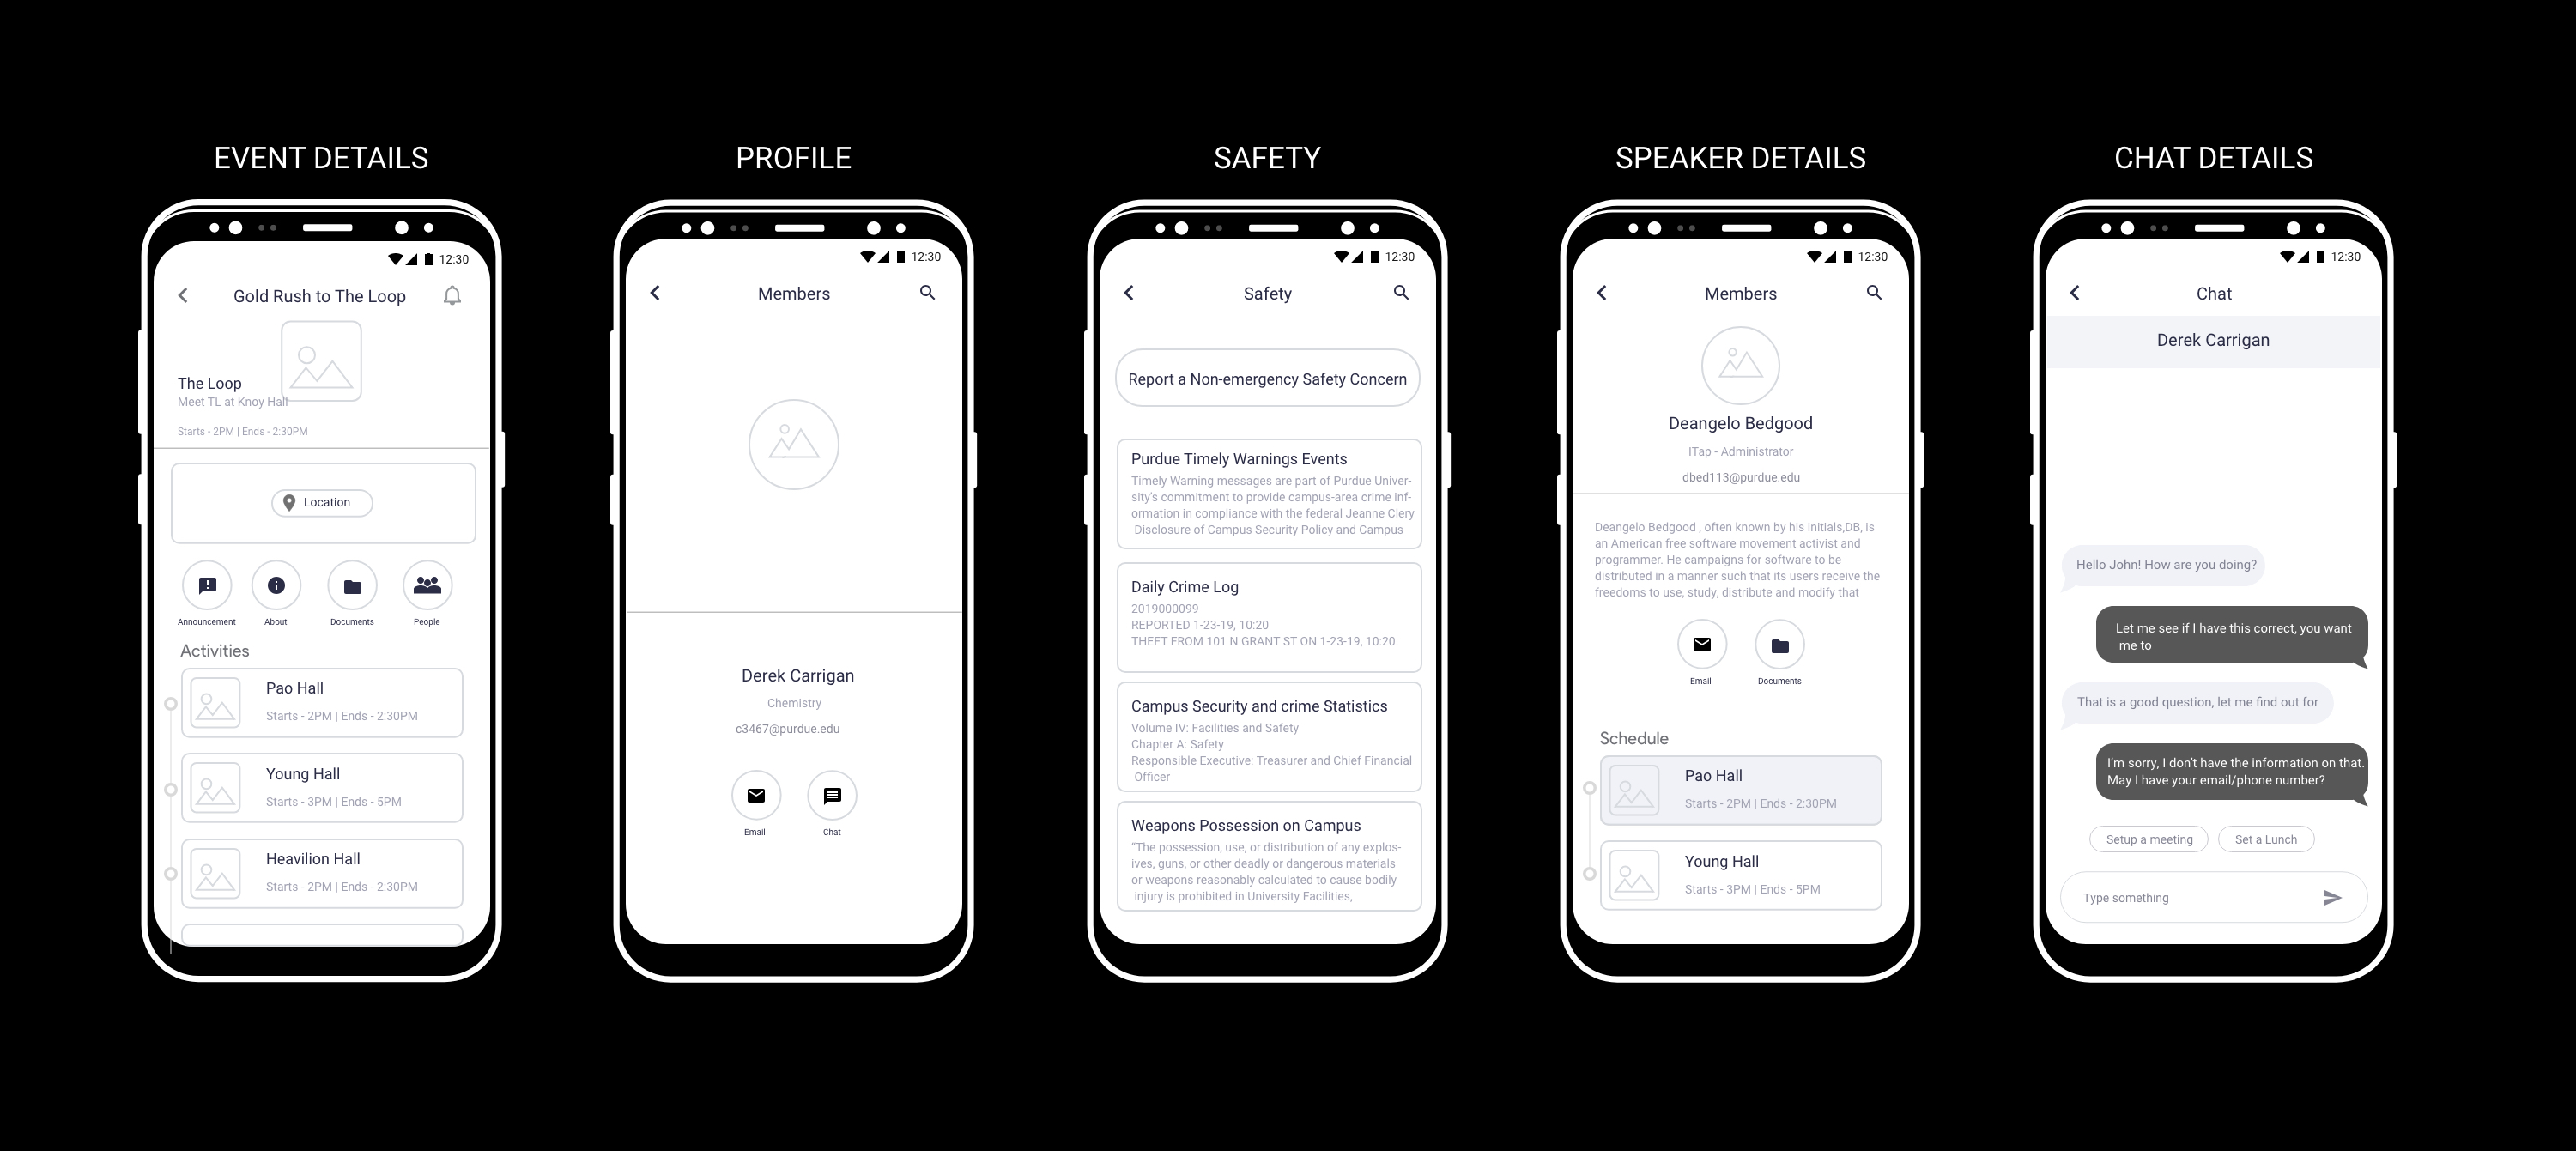 EVENT DETAILS
12:30
Gold Rush to The Loop
The Loop
Meet TL at Knoy Hall
Starts - 2PM | Ends - 2:30PM
Location
Announcement
About
Documents
People
Activities
Pao Hall
Starts - 2PM | Ends - 2:30PM
Young Hall
Starts - 3PM | Ends - 5PM
Heavilion Hall
Starts - 2PM | Ends - 2:30PM
PROFILE
12:30
Members
Derek Carrigan
Chemistry
c3467@purdue.edu
Email
Chat
SAFETY
12:30
Safety
Report a Non-emergency Safety Concern
Purdue Timely Warnings Events
Timely Warning messages are part of Purdue Univer-
sity's commitment to provide campus-area crime inf-
ormation in compliance with the federal Jeanne Clery
Disclosure of Campus Security Policy and Campus
Daily Crime Log
2019000099
REPORTED 1-23-19, 10:20
THEFT FROM 101 N GRANT ST ON 1-23-19, 10:20.
Campus Security and crime Statistics
Volume IV: Facilities and Safety
Chapter A: Safety
Responsible Executive: Treasurer and Chief Financial
Officer
Weapons Possession on Campus
"The possession, use, or distribution of any explos-
ives, guns, or other deadly or dangerous materials
or weapons reasonably calculated to cause bodily
injury is prohibited in University Facilities,
SPEAKER DETAILS
12:30
Members
Deangelo Bedgood
ITap - Administrator
dbed113@purdue.edu
Deangelo Bedgood , often known by his initials,DB, is
an American free software movement activist and
programmer. He campaigns for software to be
distributed in a manner such that its users receive the
freedoms to use, study, distribute and modify that
Email
Documents
Schedule
Pao Hall
Starts - 2PM | Ends - 2:30PM
Young Hall
Starts - 3PM | Ends - 5PM
CHAT DETAILS
12:30
Chat
Derek Carrigan
Hello John! How are you doing?
Let me see if I have this correct, you want
me to
That is a good question, let me find out for
I'm sorry, I don't have the information on that.
May I have your email/phone number?
Setup a meeting
Set a Lunch
Type something